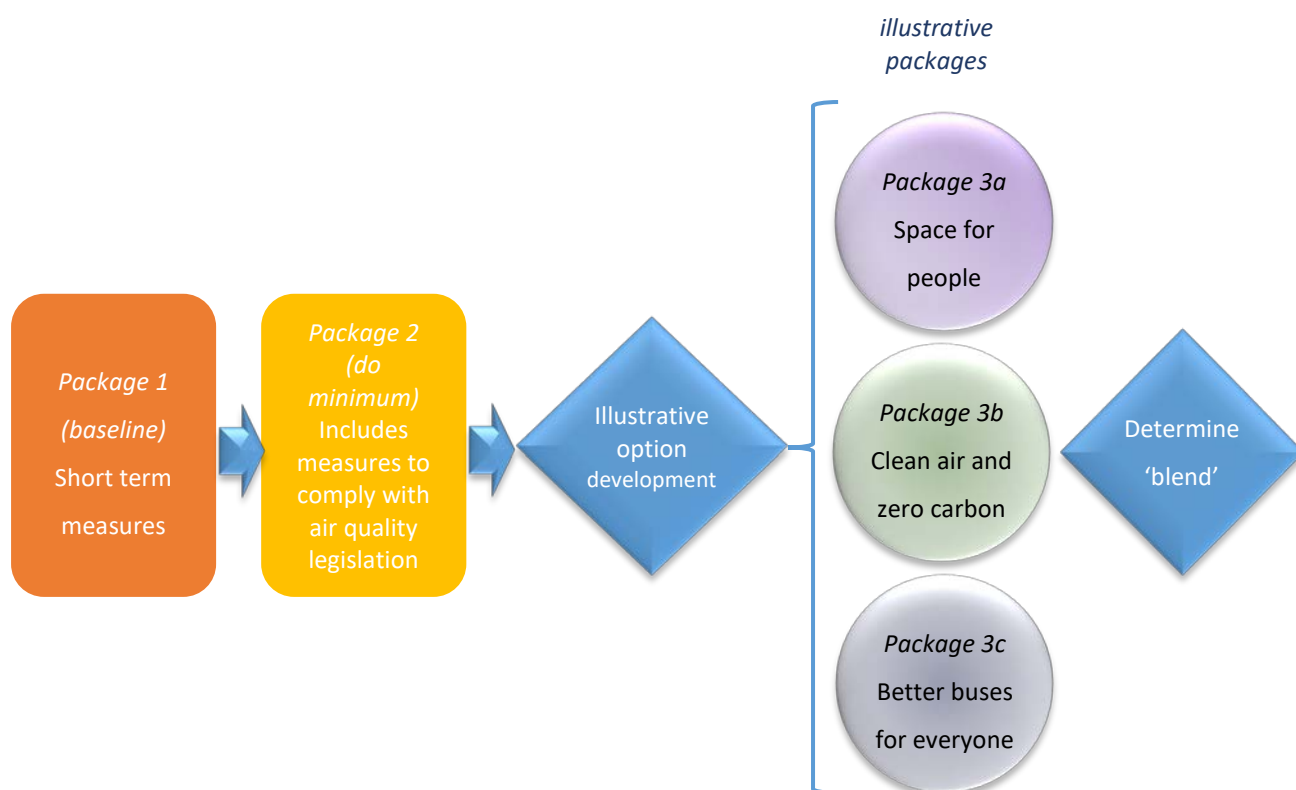 illustrative
packages
Package 1
(baseline)
Short term
measures
Package 2
(do
minimum)
Includes
measures to
comply with
air quality
legislation
Illustrative
option
development
Package 3a
Space for
people
Package 3b
Clean air and
zero carbon
Package 3c
Better buses
for everyone
Determine
‘blend’